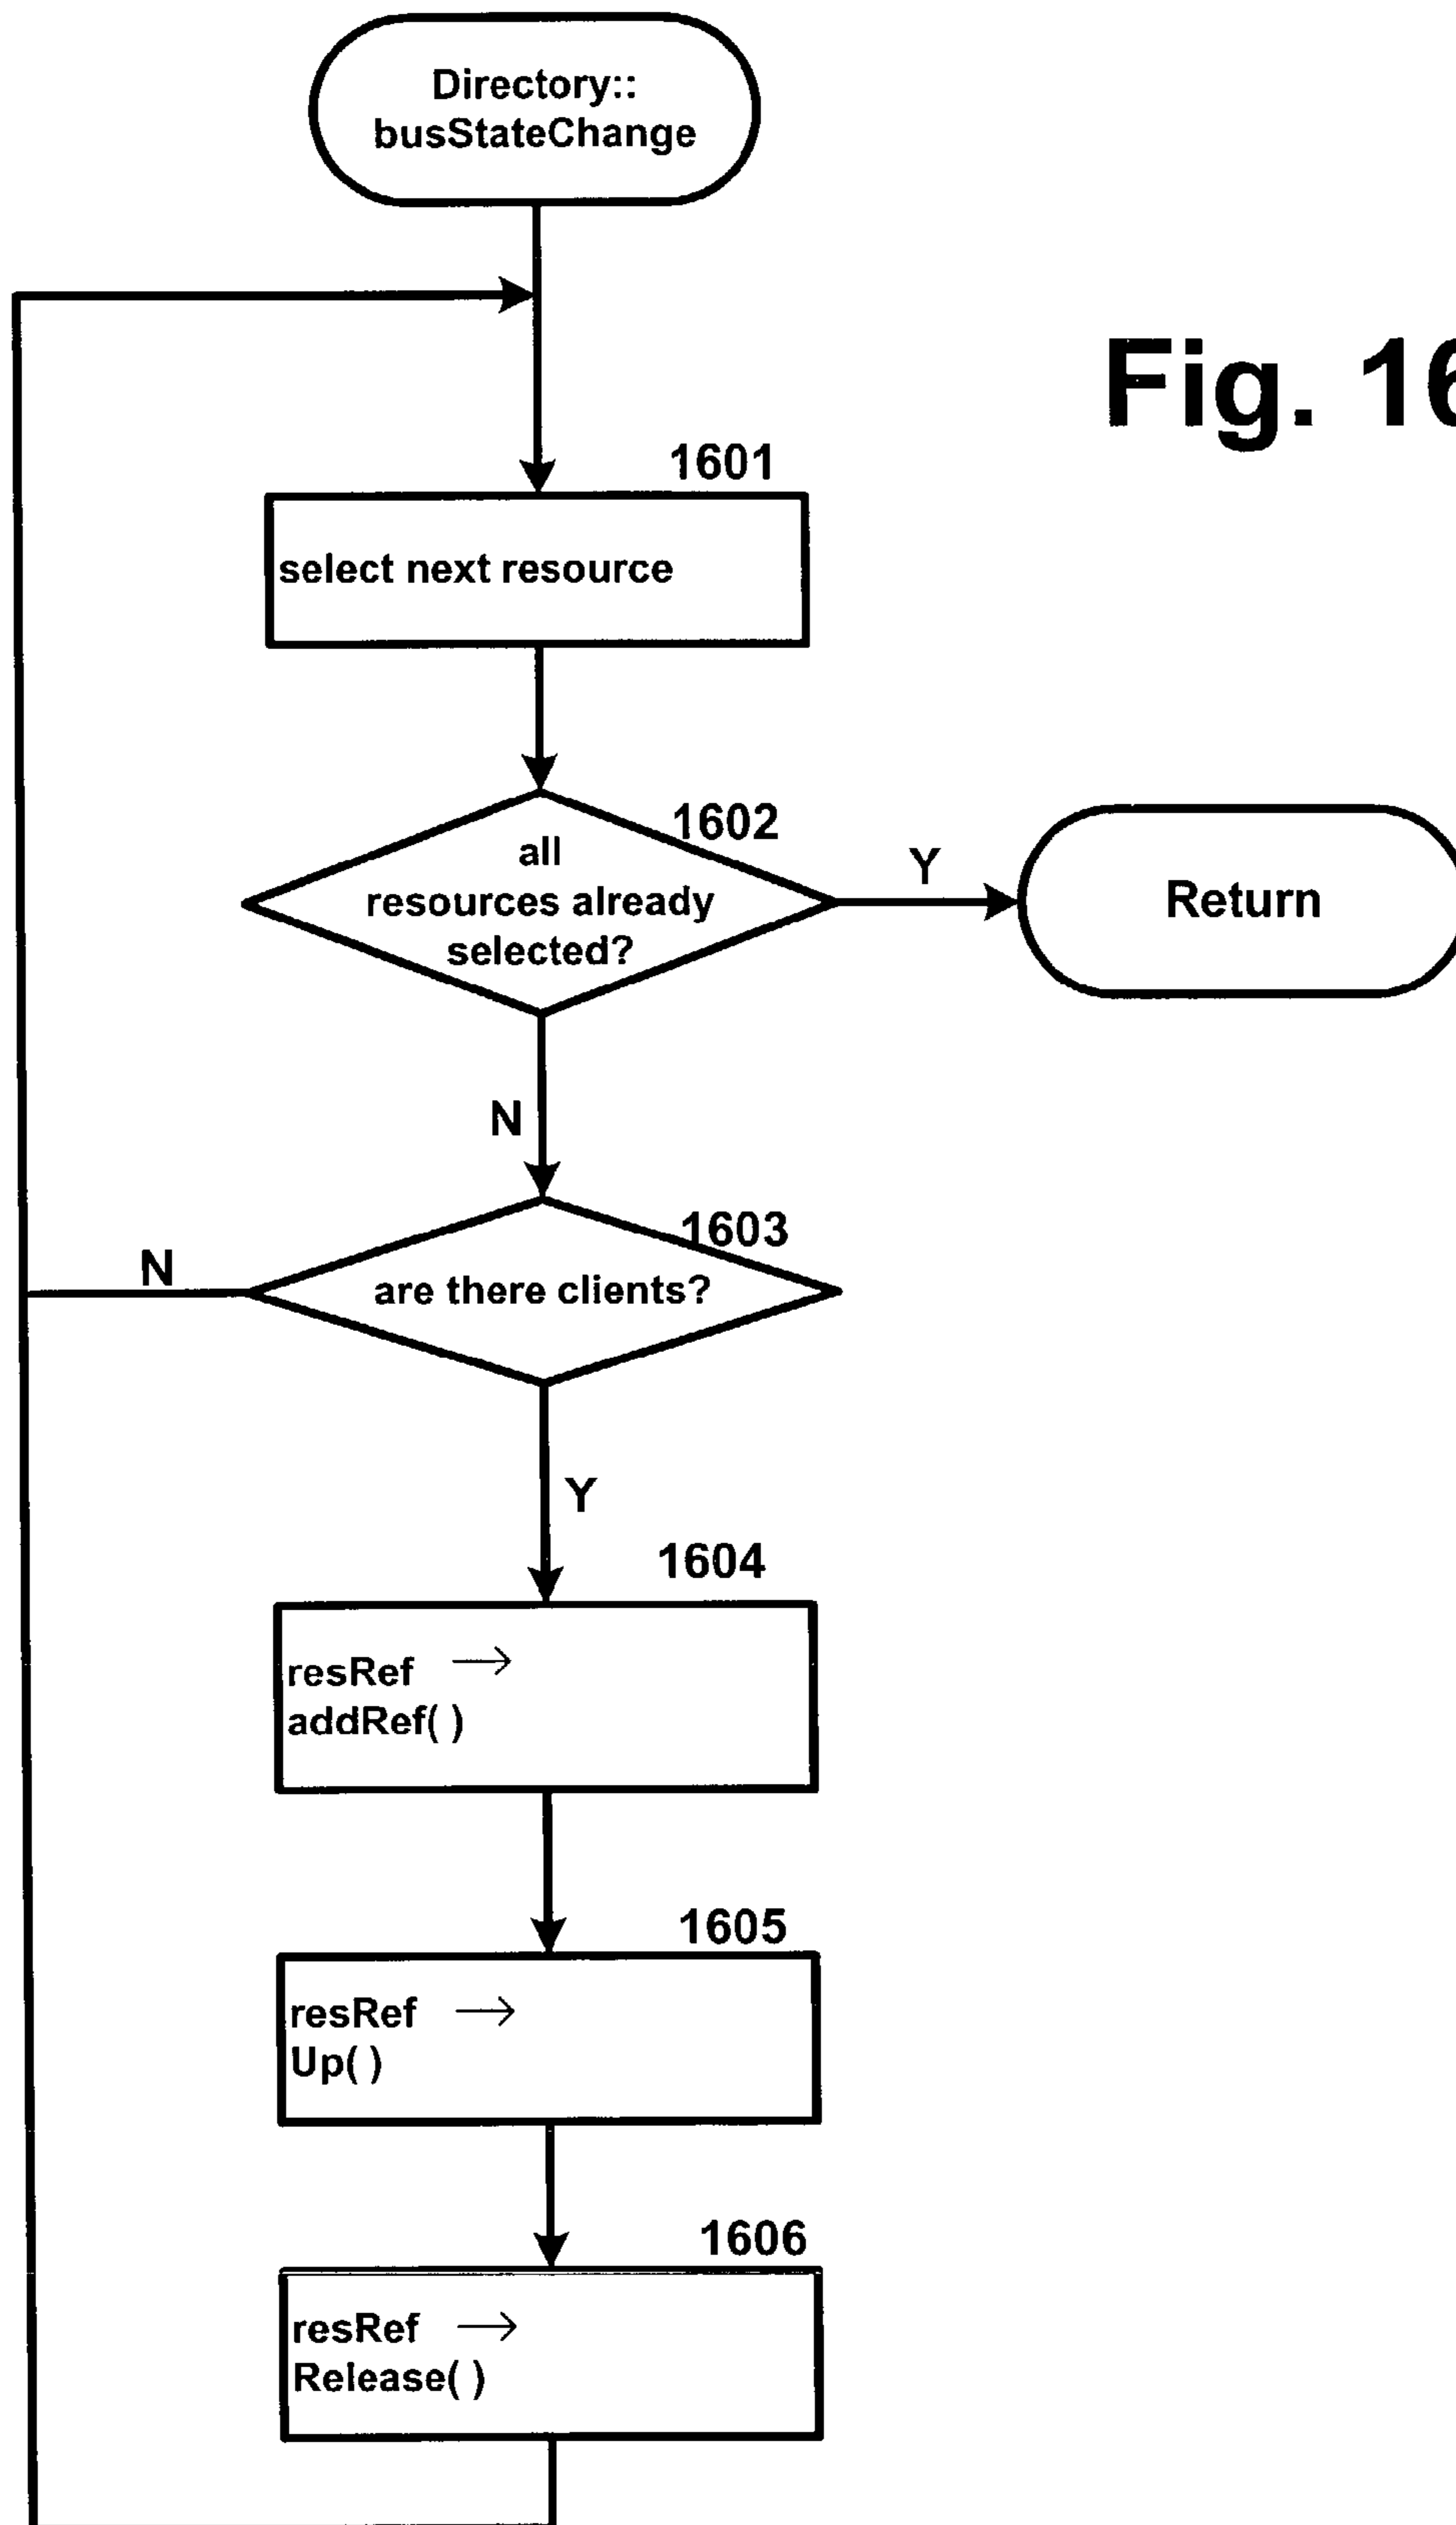 Directory::
busStateChange
Fig. 16
1601
select next resource
1602
all
resources already
selected?
Y
Return
N
1603
are there clients?
N
Y
1604
resRef →
addRef( )
1605
resRef →
Up( )
1606
resRef →
Release( )